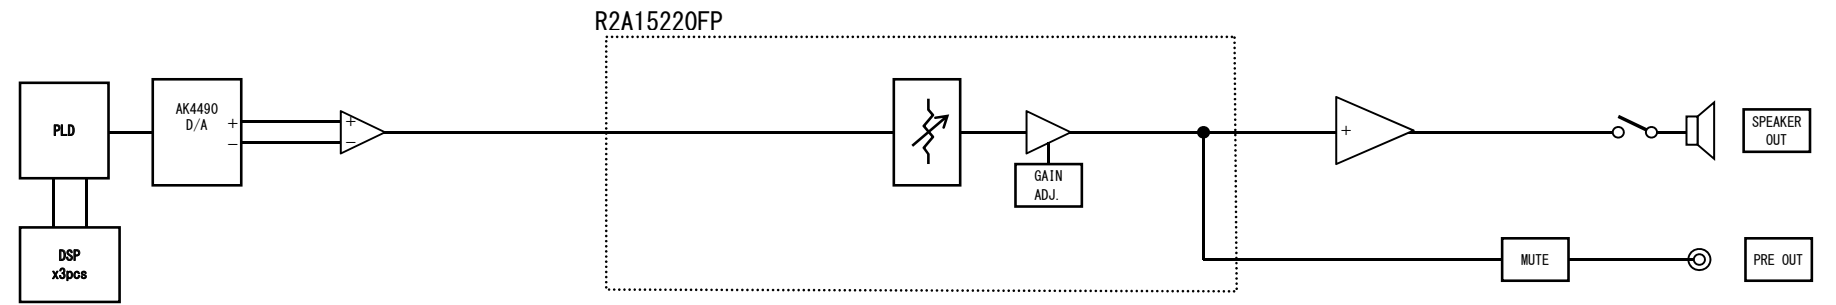 R2A15220FP
PLD
AK4490
D/A
+
−
+
−
GAIN
ADJ.
+
SPEAKER
OUT
DSP
x3pcs
MUTE
PRE OUT